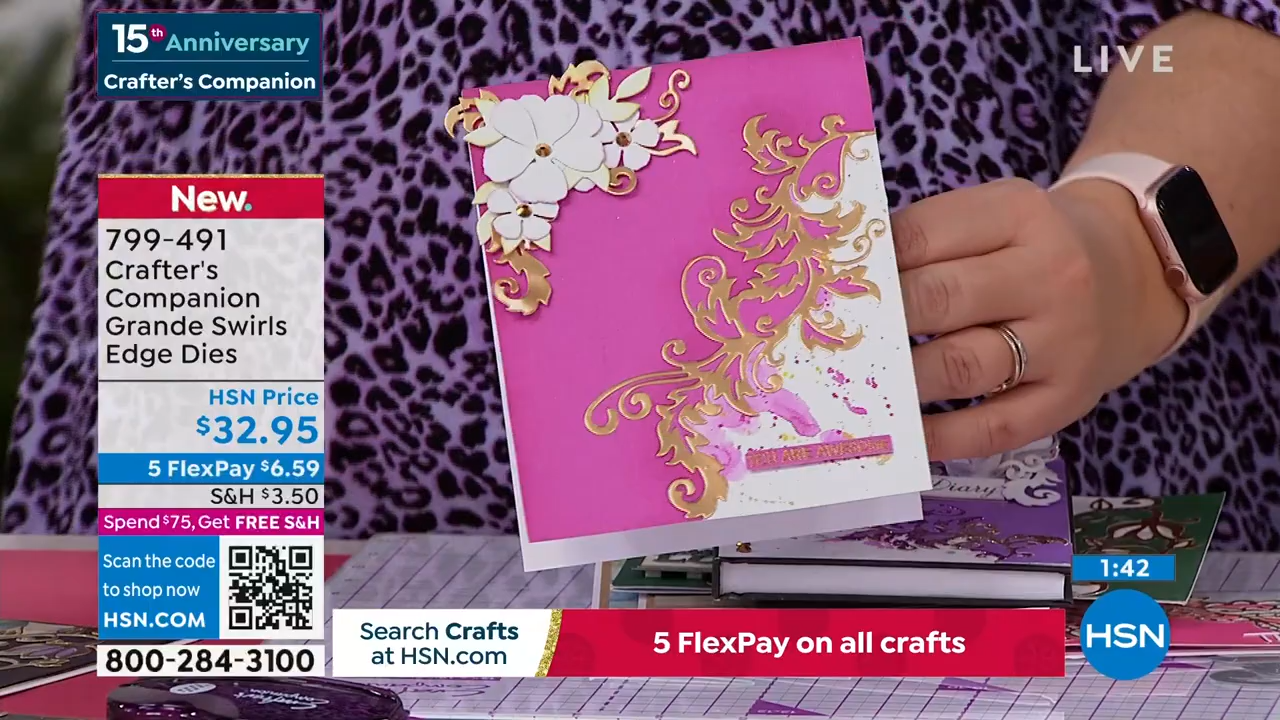 15th Anniversary
Crafter's Companion
LIVE
New.
799-491
Crafter's
Companion
Grande Swirls
Edge Dies
HSN Price
$32.95
5 FlexPay $6.59
S&H $3.50
Spend $75, Get FREE S&H
Scan the code
to shop now
HSN.COM
800-284-3100
YOU ARE AWESOME
Diary
1:42
HSN
Search Crafts
at HSN.com
5 FlexPay on all crafts
Crafter's
Companion